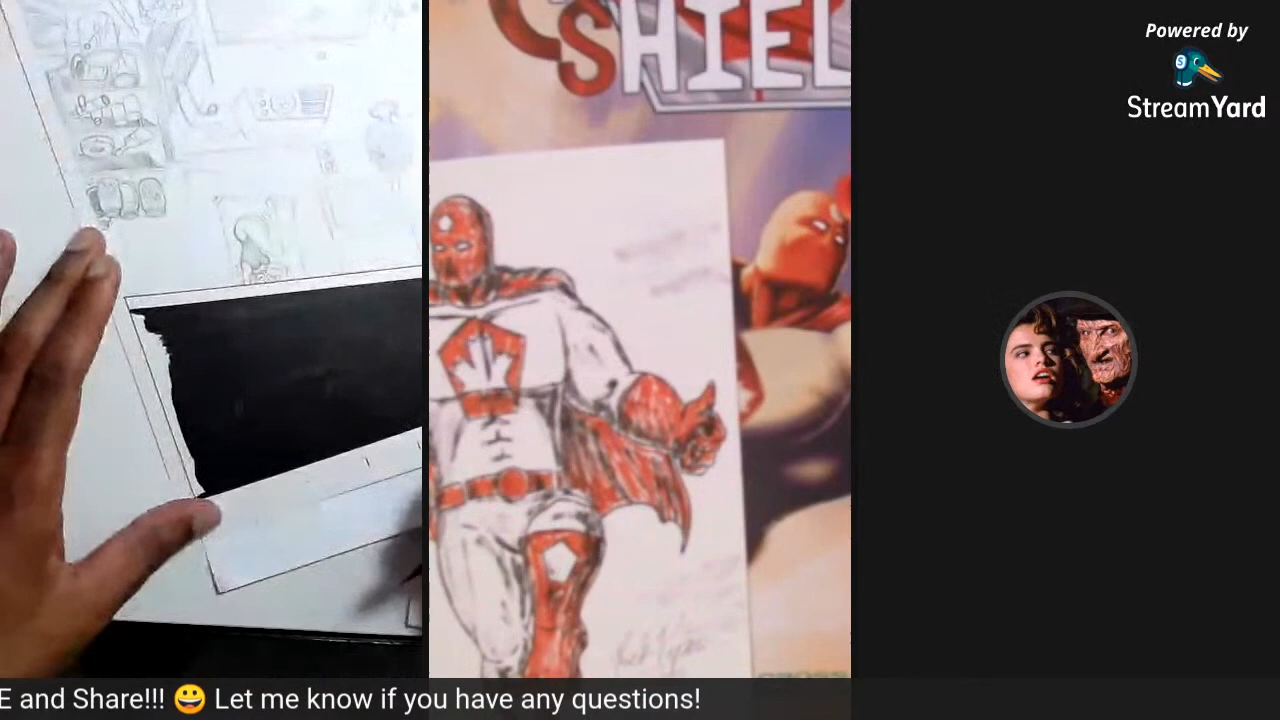 SHIEL
Powered by
StreamYard
E and Share!!! 😀 Let me know if you have any questions!